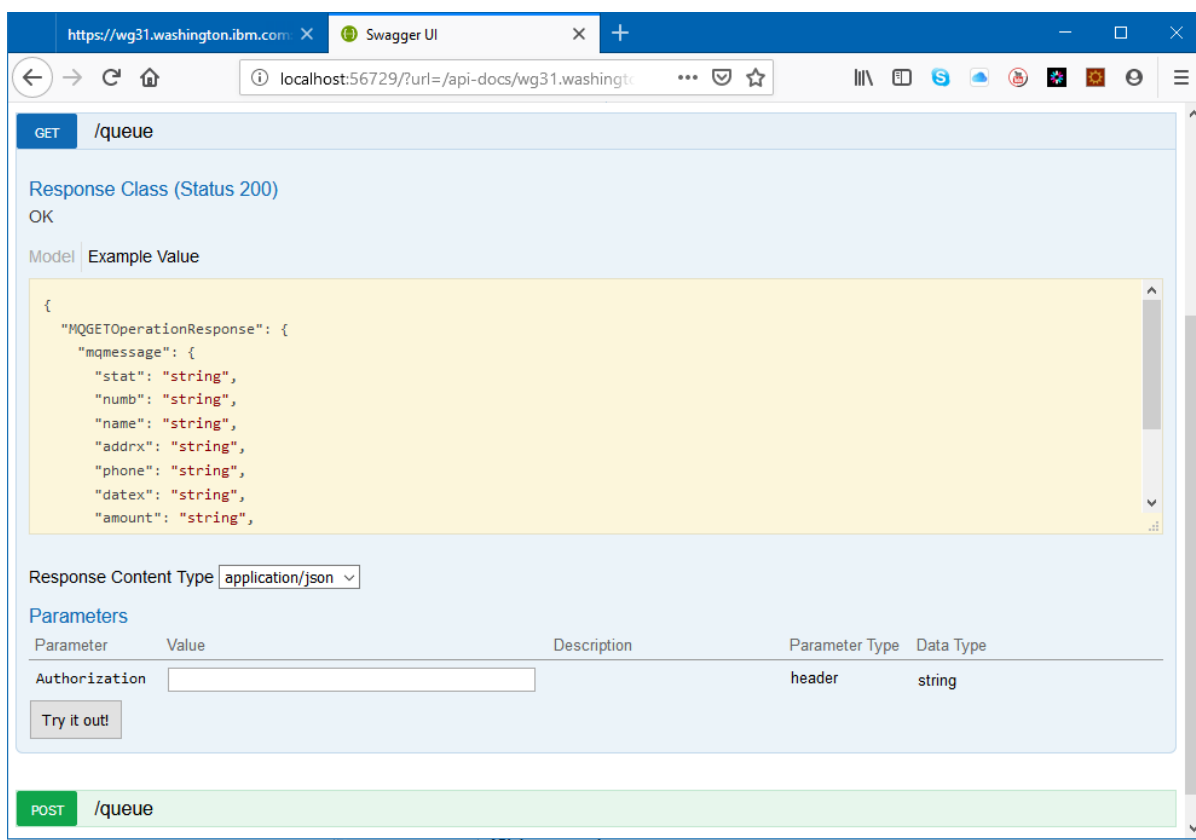 https://wg31.washington.ibm.com:
Swagger UI
localhost:56729/?url=/api-docs/wg31.washingto
GET /queue
Response Class (Status 200)
OK
Model Example Value
{
"MQGETOperationResponse": {
"mqmessage": {
"stat": "string",
"numb": "string",
"name": "string",
"addrx": "string",
"phone": "string",
"datex": "string",
"amount": "string",
Response Content Type application/json
Parameters
Parameter Value Description Parameter Type Data Type
Authorization header string
Try it out!
POST /queue